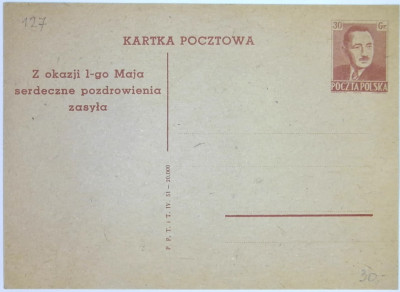 127
KARTKA POCZTOWA
30 Gr
POCZTA POLSKA
Z okazji 1-go Maja
serdeczne pozdrowienia
zasyła
30,-